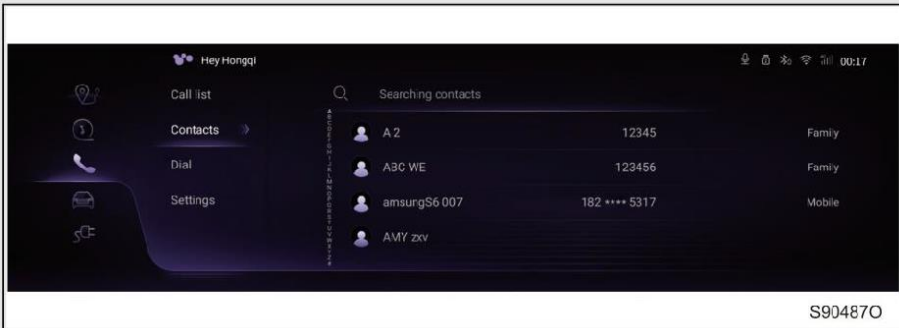 Hey Hongqi
00:17
Call list
Contacts
Dial
Settings
Searching contacts
A
B
C
D
E
F
G
H
I
J
K
L
M
N
O
P
Q
R
S
T
U
V
W
X
Y
Z
#
A 2 12345 Family
ABC WE 123456 Family
amsungS6 007 182 **** 5317 Mobile
AMY zxv
S90487O